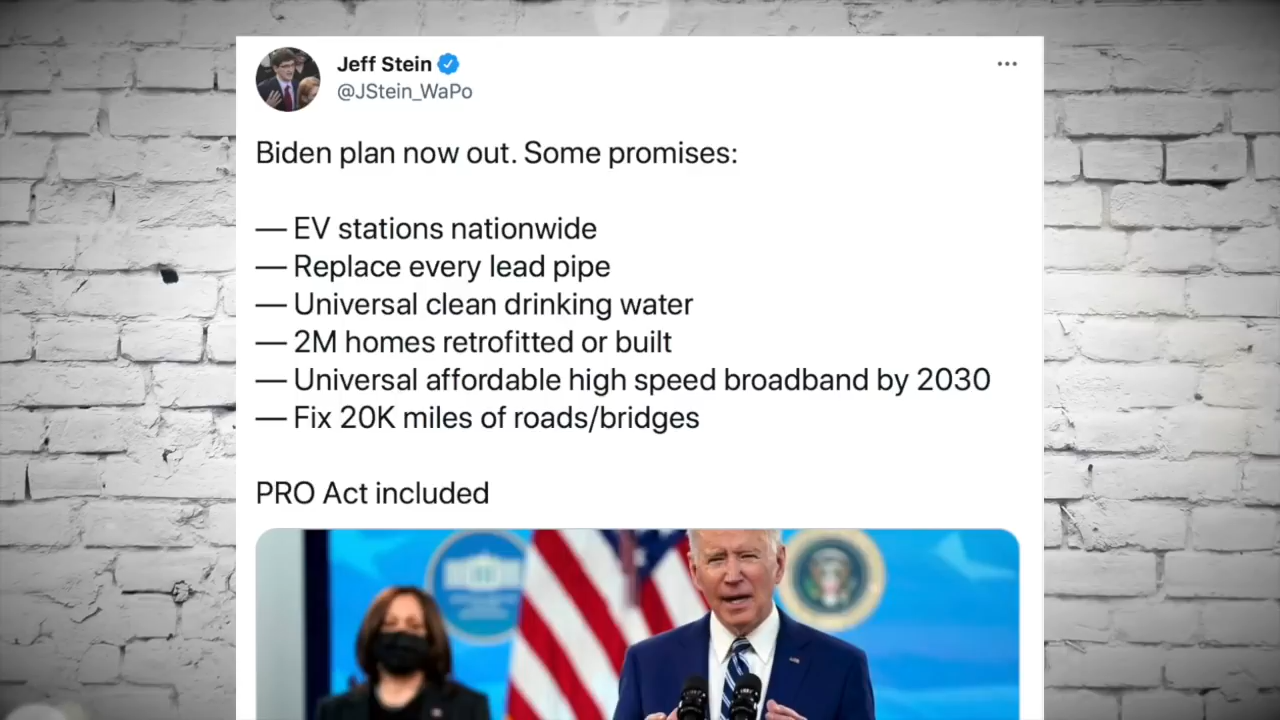 Jeff Stein
@JStein_WaPo
Biden plan now out. Some promises:
— EV stations nationwide
— Replace every lead pipe
— Universal clean drinking water
— 2M homes retrofitted or built
— Universal affordable high speed broadband by 2030
— Fix 20K miles of roads/bridges
PRO Act included